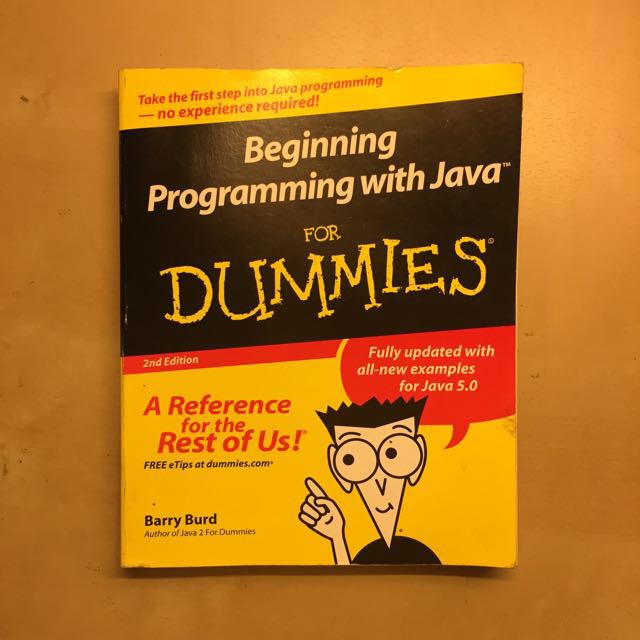 Take the first step into Java programming
— no experience required!
Beginning
Programming with Java™
FOR
DUMMIES®
2nd Edition
Fully updated with
all-new examples
for Java 5.0
A Reference
for the
Rest of Us!®
FREE eTips at dummies.com®
Barry Burd
Author of Java 2 For Dummies